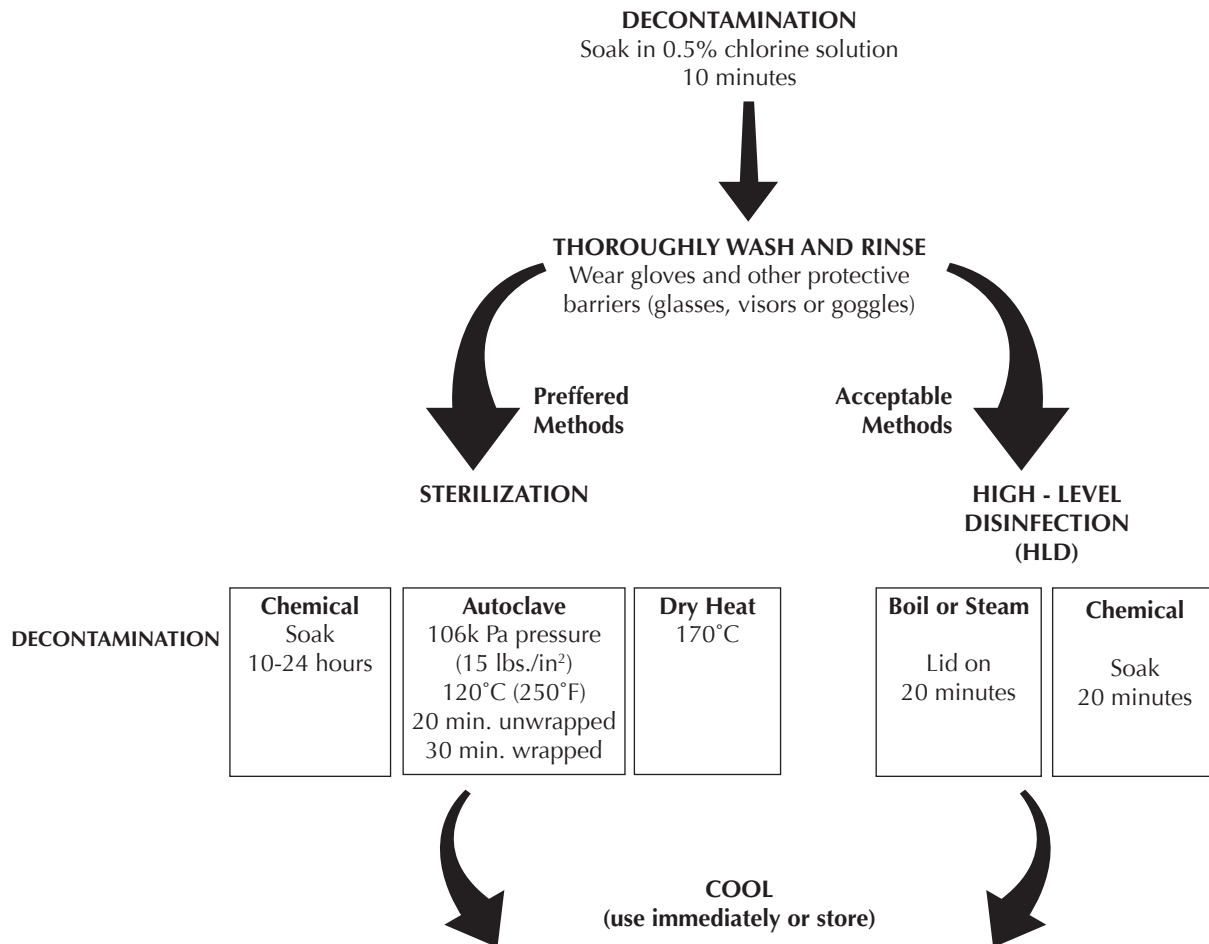 DECONTAMINATION
Soak in 0.5% chlorine solution
10 minutes
THOROUGHLY WASH AND RINSE
Wear gloves and other protective
barriers (glasses, visors or goggles)
Preffered
Methods
Acceptable
Methods
STERILIZATION
HIGH - LEVEL
DISINFECTION
(HLD)
DECONTAMINATION
Chemical
Soak
10-24 hours
Autoclave
106k Pa pressure
(15 lbs./in²)
120˚C (250˚F)
20 min. unwrapped
30 min. wrapped
Dry Heat
170˚C
Boil or Steam
Lid on
20 minutes
Chemical
Soak
20 minutes
COOL
(use immediately or store)